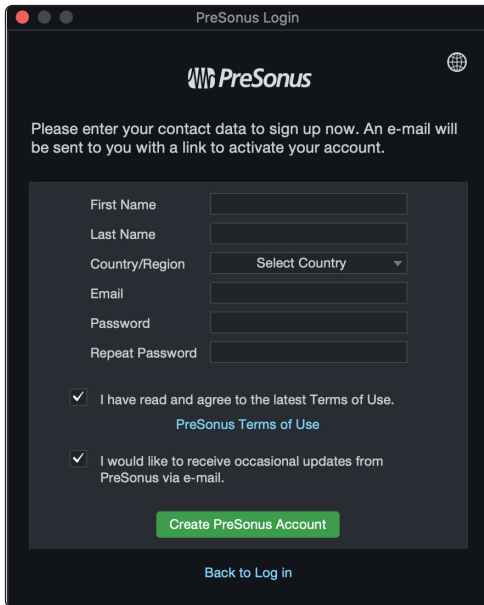 PreSonus Login
PreSonus
Please enter your contact data to sign up now. An e-mail will
be sent to you with a link to activate your account.
First Name
Last Name
Country/Region
Select Country
Email
Password
Repeat Password
I have read and agree to the latest Terms of Use.
PreSonus Terms of Use
I would like to receive occasional updates from
PreSonus via e-mail.
Create PreSonus Account
Back to Log in